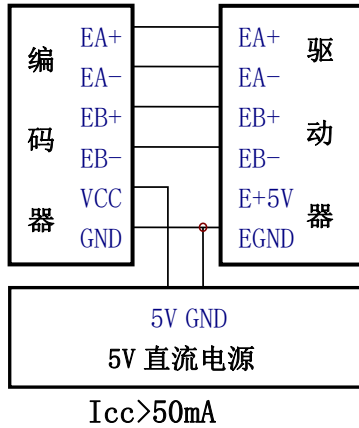 编码器
EA+
EA-
EB+
EB-
VCC
GND
EA+
EA-
EB+
EB-
E+5V
EGND
驱动器
5V GND
5V 直流电源
Icc>50mA